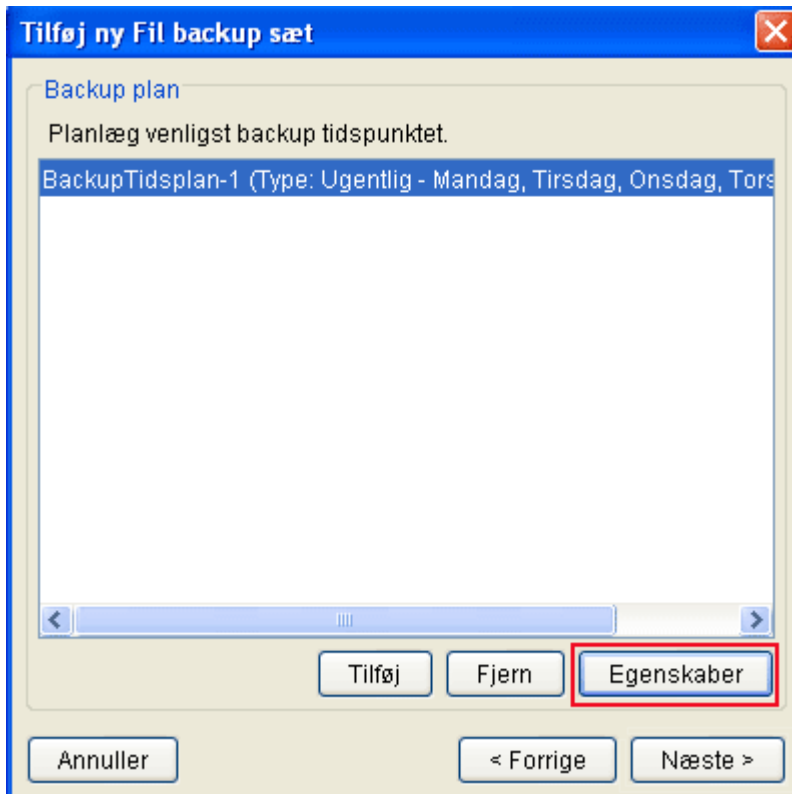 Tilføj ny Fil backup sæt
Backup plan
Planlæg venligst backup tidspunktet.
BackupTidsplan-1 (Type: Ugentlig - Mandag, Tirsdag, Onsdag, Tors
Tilføj Fjern Egenskaber
Annuller < Forrige Næste >